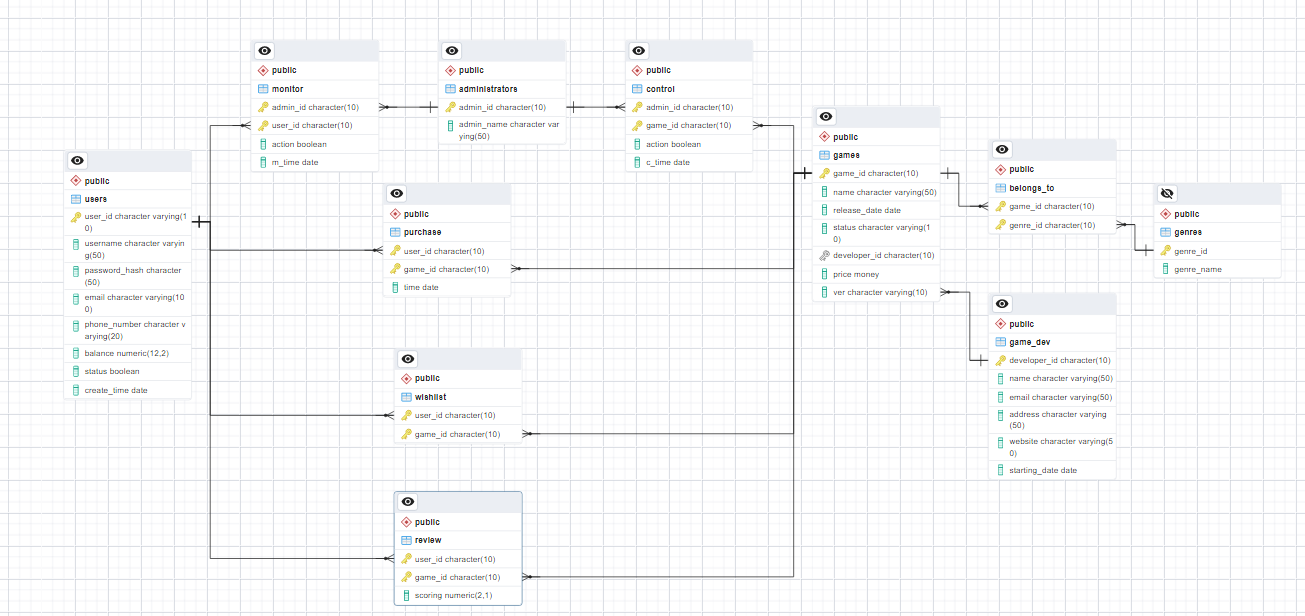 public
monitor
admin_id character(10)
user_id character(10)
action boolean
m_time date
public
administrators
admin_id character(10)
admin_name character var
ying(50)
public
control
admin_id character(10)
game_id character(10)
action boolean
c_time date
public
users
user_id character varying(1
0)
username character varyin
g(50)
password_hash character
(50)
email character varying(10
0)
phone_number character v
arying(20)
balance numeric(12,2)
status boolean
create_time date
public
purchase
user_id character(10)
game_id character(10)
time date
public
wishlist
user_id character(10)
game_id character(10)
public
review
user_id character(10)
game_id character(10)
scoring numeric(2,1)
public
games
game_id character(10)
name character varying(50)
release_date date
status character varying(1
0)
developer_id character(10)
price money
ver character varying(10)
public
belongs_to
game_id character(10)
genre_id character(10)
public
genres
genre_id
genre_name
public
game_dev
developer_id character(10)
name character varying(50)
email character varying(50)
address character varying
(50)
website character varying(5
0)
starting_date date